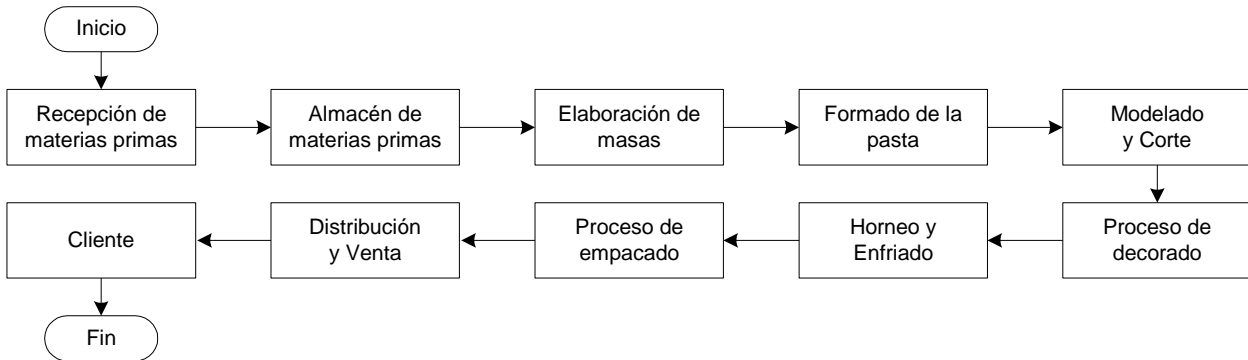 Inicio
Recepción de
materias primas
Almacén de
materias primas
Elaboración de
masas
Formado de la
pasta
Modelado
y Corte
Proceso de
decorado
Horneo y
Enfriado
Proceso de
empacado
Distribución
y Venta
Cliente
Fin